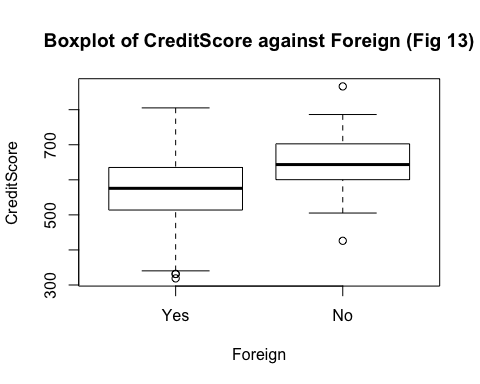 Boxplot of CreditScore against Foreign (Fig 13)
CreditScore
700
500
300
Yes No
Foreign